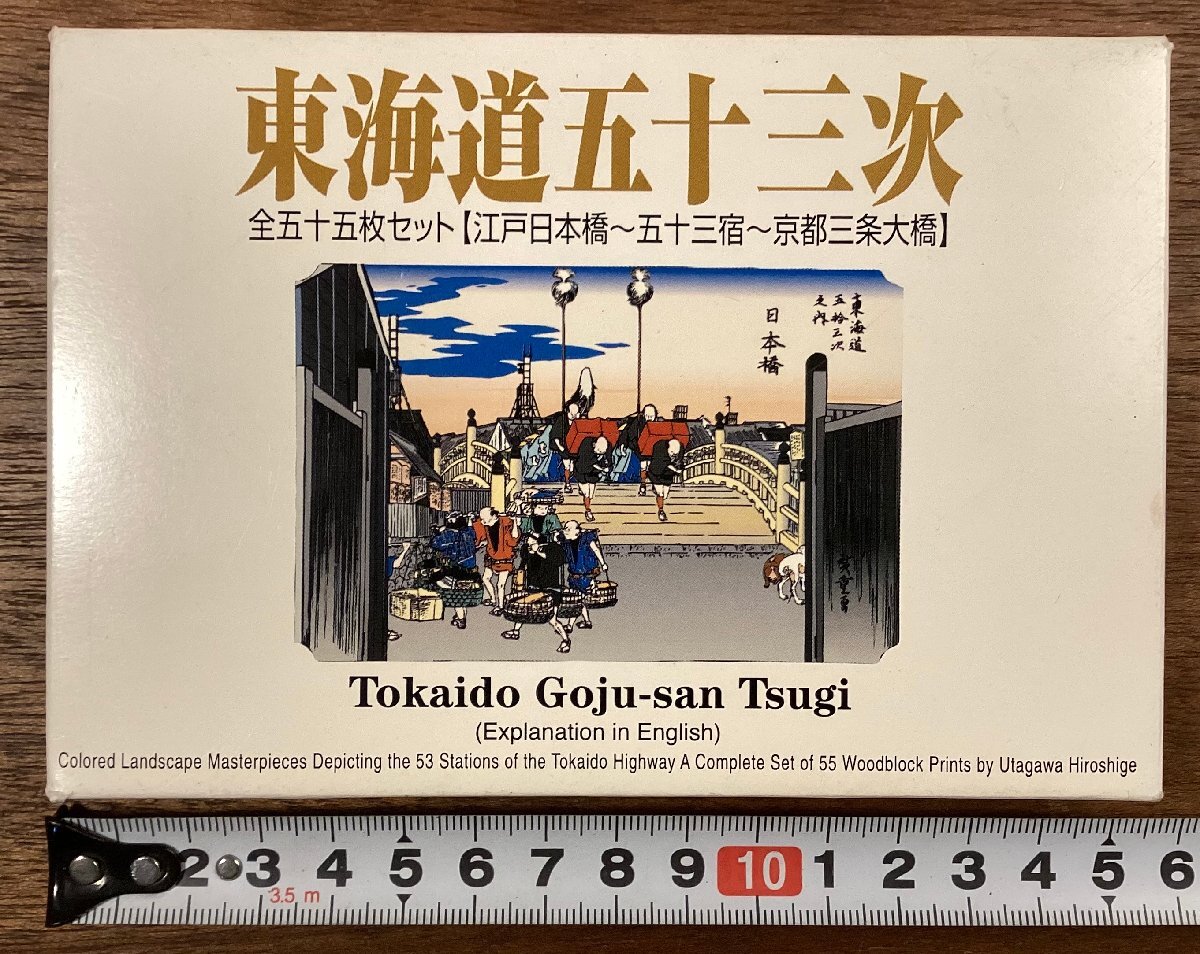 東海道五十三次
全五十五枚セット【江戸日本橋～五十三宿～京都三条大橋】
東海道
五拾三次
之内
日本橋
廣重画
Tokaido Goju-san Tsugi
(Explanation in English)
Colored Landscape Masterpieces Depicting the 53 Stations of the Tokaido Highway A Complete Set of 55 Woodblock Prints by Utagawa Hiroshige
2 3 4 5 6 7 8 9 10 1 2 3 4 5 6
3.5 m